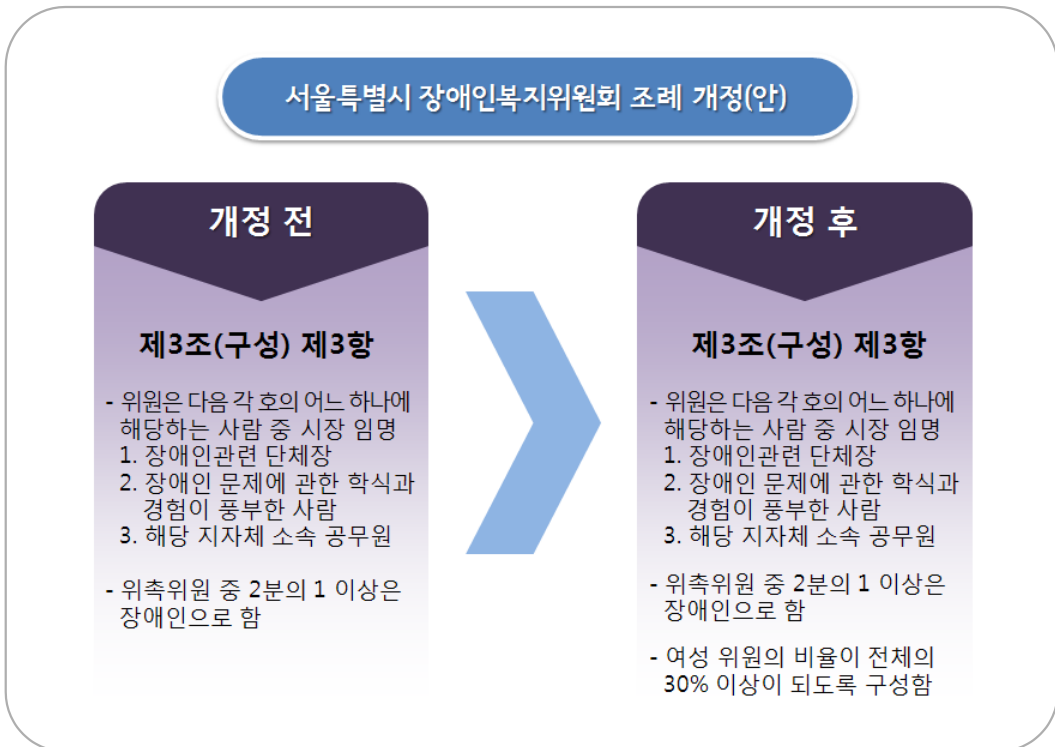 서울특별시 장애인복지위원회 조례 개정(안)
개정 전
제3조(구성) 제3항
- 위원은 다음 각 호의 어느 하나에
해당하는 사람 중 시장 임명
1. 장애인관련 단체장
2. 장애인 문제에 관한 학식과
경험이 풍부한 사람
3. 해당 지자체 소속 공무원
- 위촉위원 중 2분의 1 이상은
장애인으로 함
개정 후
제3조(구성) 제3항
- 위원은 다음 각 호의 어느 하나에
해당하는 사람 중 시장 임명
1. 장애인관련 단체장
2. 장애인 문제에 관한 학식과
경험이 풍부한 사람
3. 해당 지자체 소속 공무원
- 위촉위원 중 2분의 1 이상은
장애인으로 함
- 여성 위원의 비율이 전체의
30% 이상이 되도록 구성함